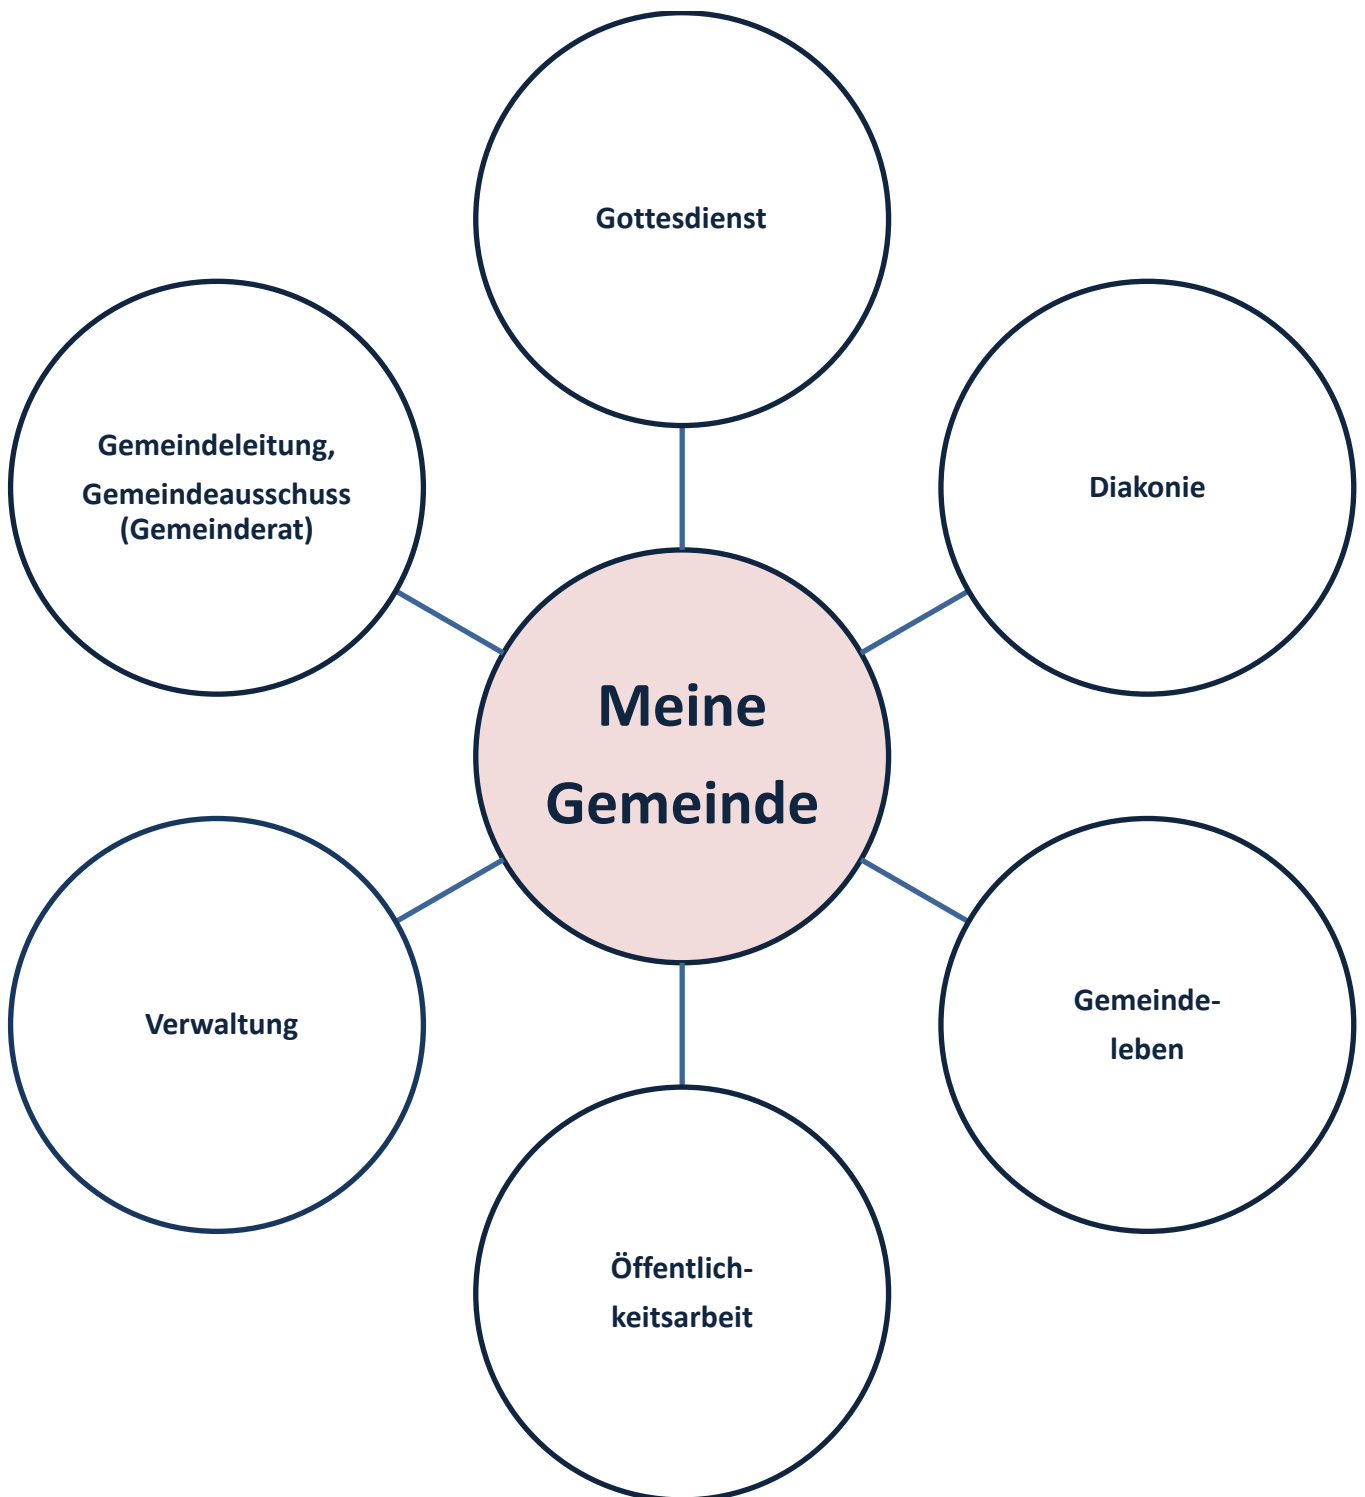 Gottesdienst
Gemeindeleitung,
Gemeindeausschuss
(Gemeinderat)
Diakonie
Meine
Gemeinde
Verwaltung
Gemeinde-
leben
Öffentlich-
keitsarbeit